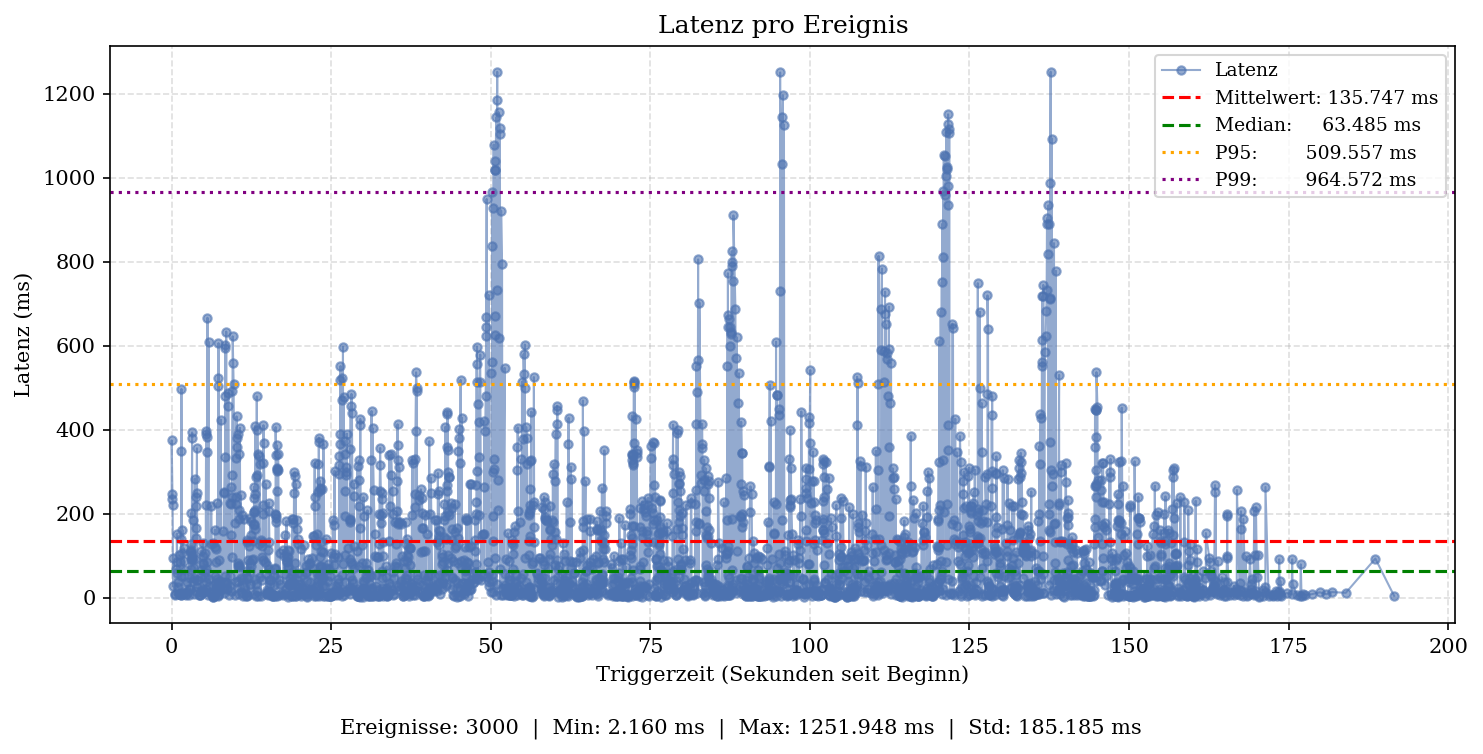 Latenz pro Ereignis
Latenz (ms)
1200
1000
800
600
400
200
0
Latenz
Mittelwert: 135.747 ms
Median: 63.485 ms
P95: 509.557 ms
P99: 964.572 ms
0 25 50 75 100 125 150 175 200
Triggerzeit (Sekunden seit Beginn)
Ereignisse: 3000 | Min: 2.160 ms | Max: 1251.948 ms | Std: 185.185 ms